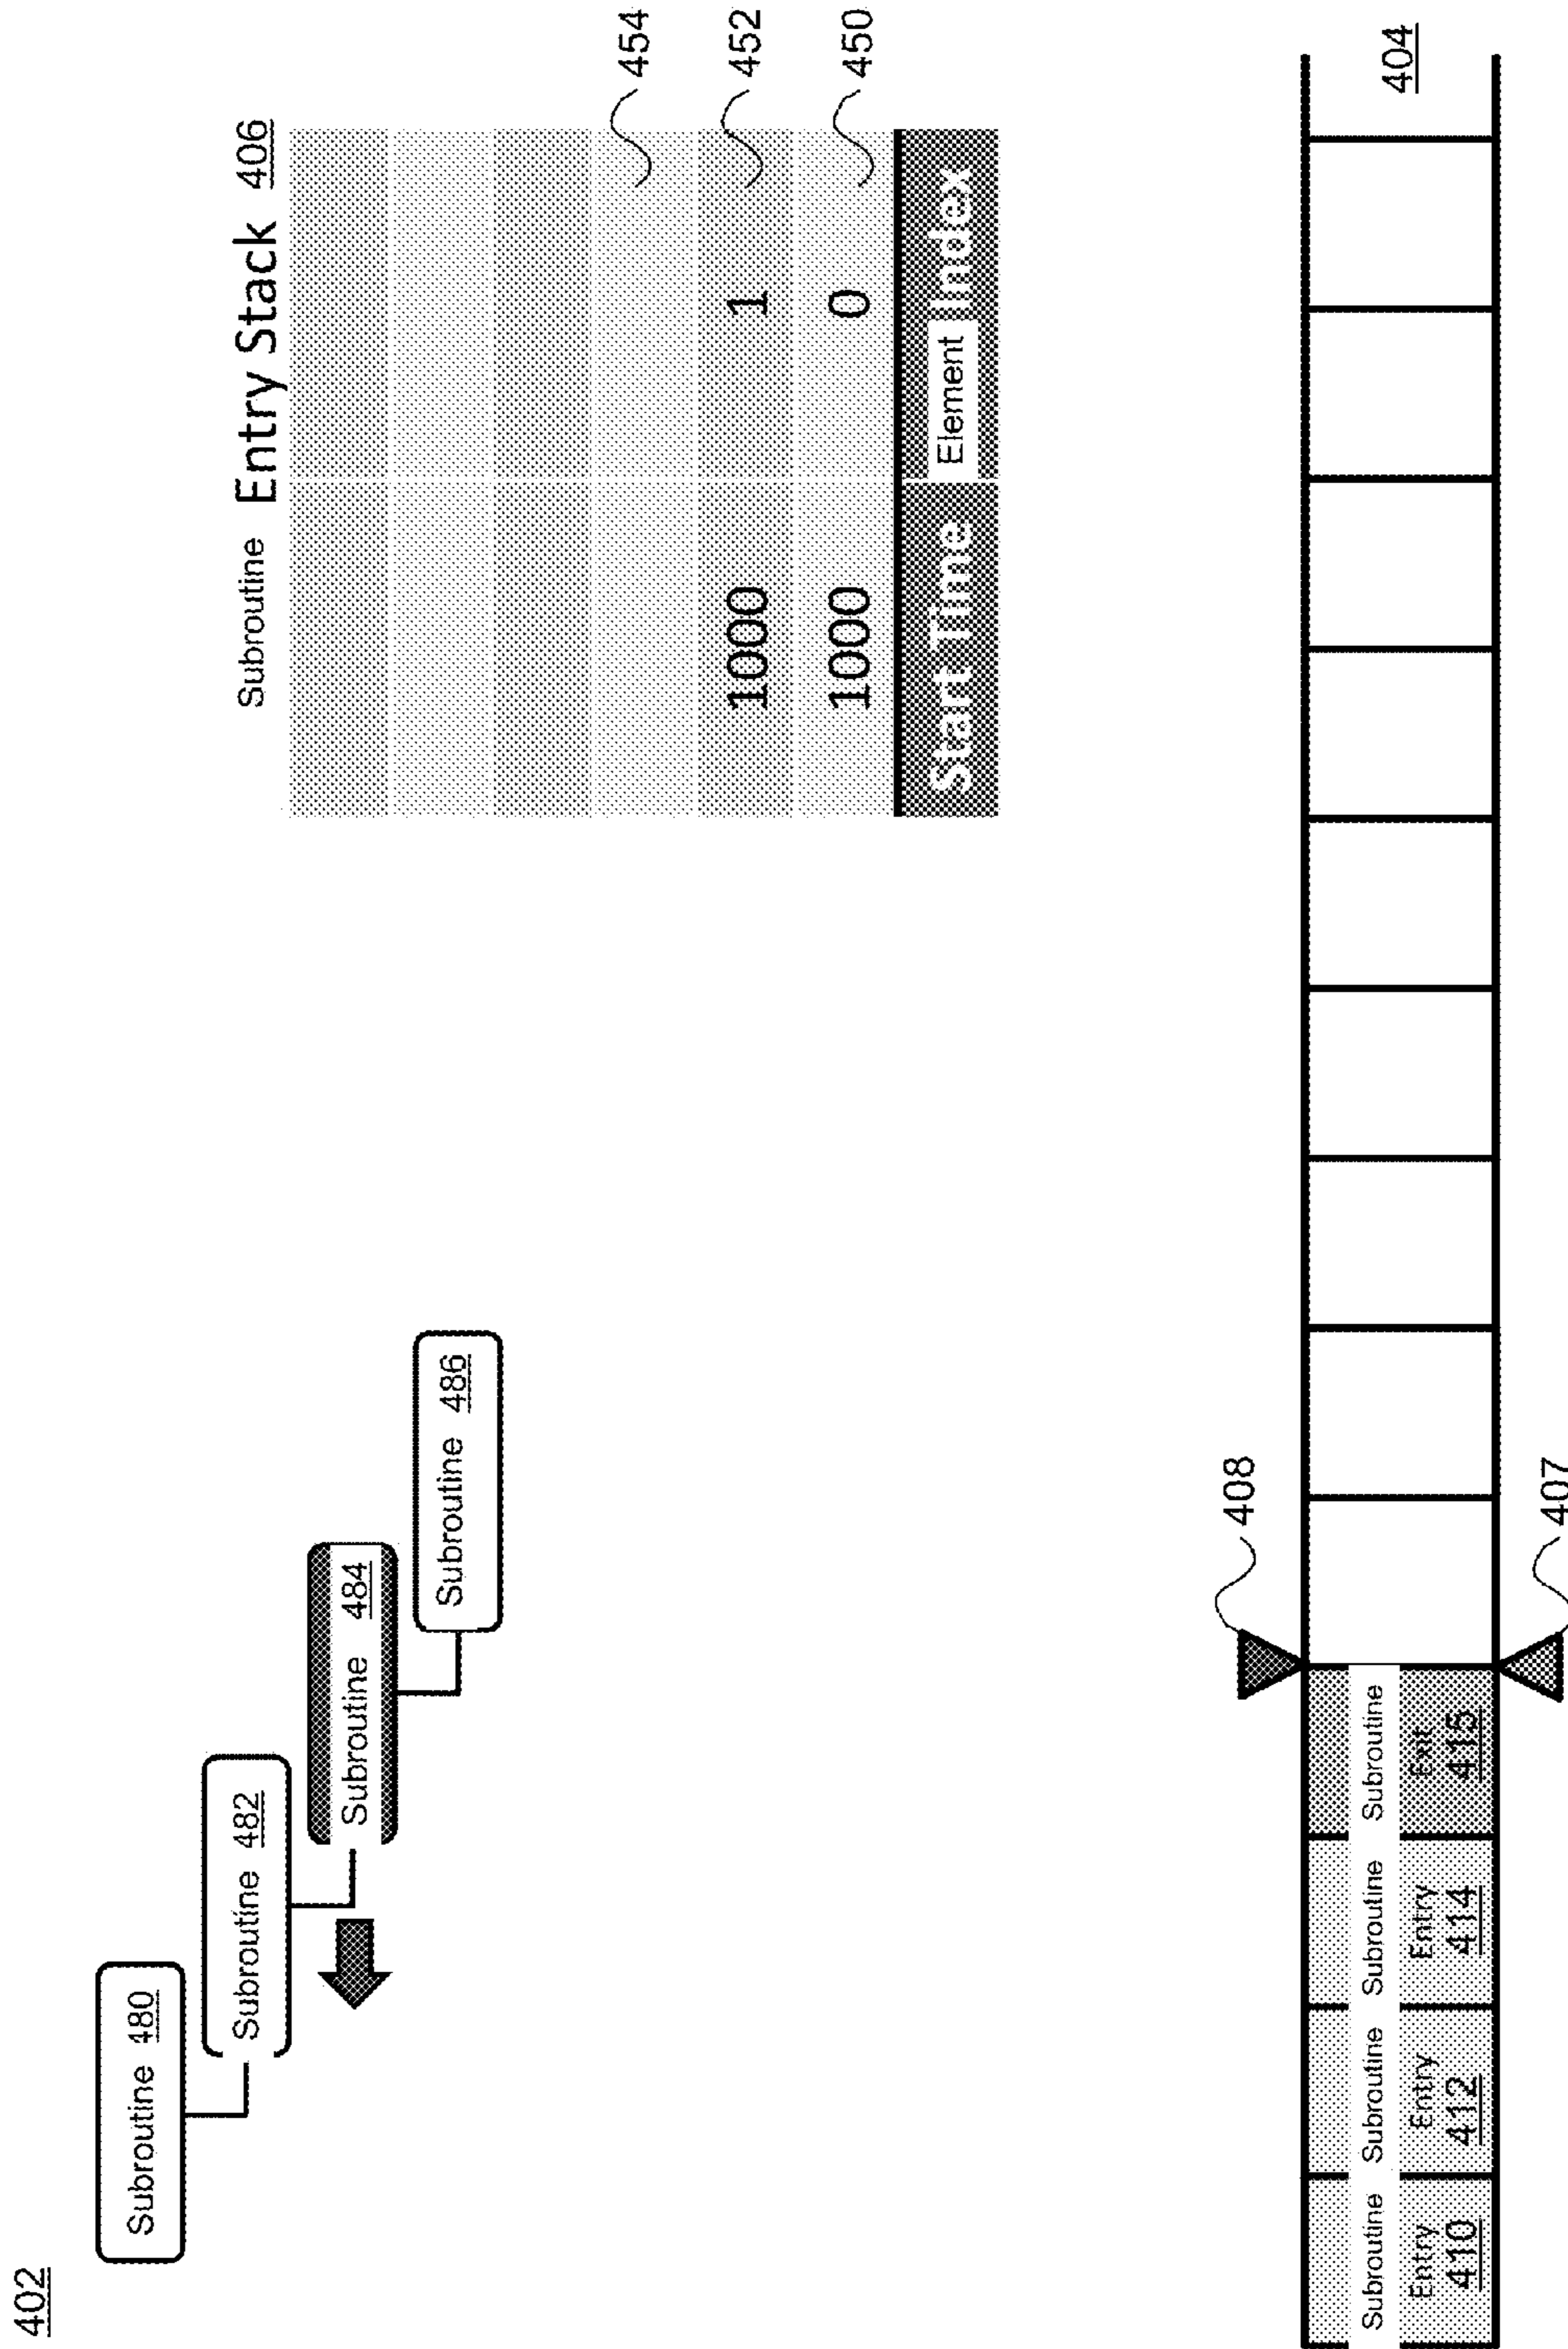 402
Subroutine 480
Subroutine 482
Subroutine 484
Subroutine 486
Subroutine Entry Stack 406
454
1000 1 452
1000 0 450
Start Time Element Index
408
Subroutine Entry 410
Subroutine Entry 412
Subroutine Entry 414
Subroutine Exit 415
404
407